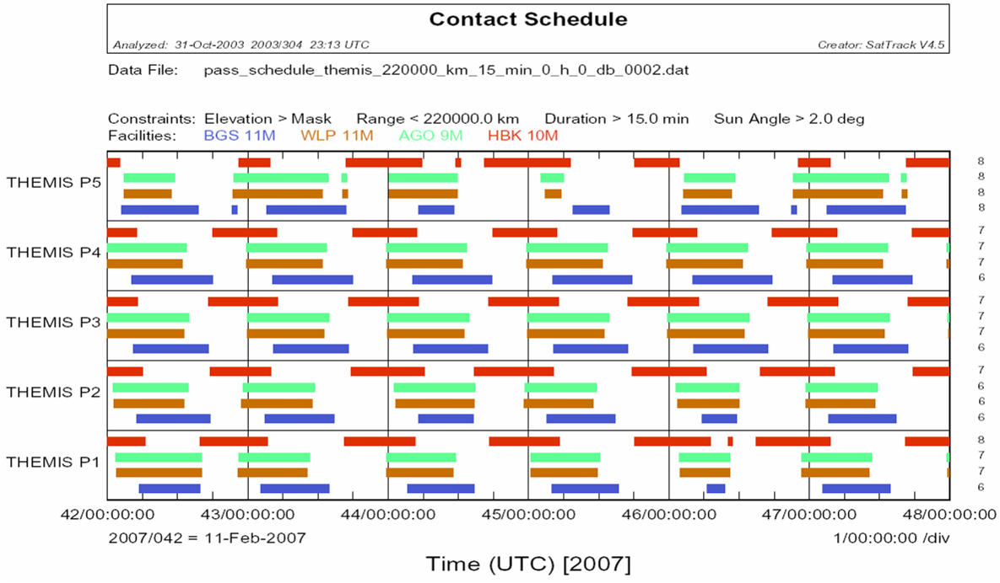 Contact Schedule
Analyzed: 31-Oct-2003 2003/304 23:13 UTC Creator: SatTrack V4.5
Data File: pass_schedule_themis_220000_km_15_min_0_h_0_db_0002.dat
Constraints: Elevation > Mask Range < 220000.0 km Duration > 15.0 min Sun Angle > 2.0 deg
Facilities: BGS 11M WLP 11M AGO 9M HBK 10M
8
THEMIS P5 8
8
8
7
THEMIS P4 7
7
6
7
THEMIS P3 7
7
6
7
THEMIS P2 6
6
6
8
THEMIS P1 7
7
6
42/00:00:00 43/00:00:00 44/00:00:00 45/00:00:00 46/00:00:00 47/00:00:00 48/00:00:00
2007/042 = 11-Feb-2007 1/00:00:00 /div
Time (UTC) [2007]